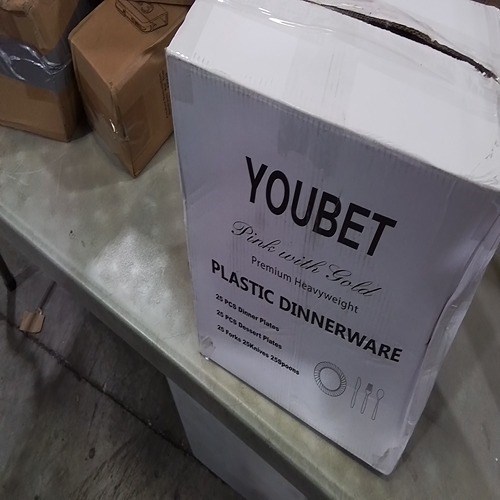 YOUBET
Pink with Gold
Premium Heavyweight
PLASTIC DINNERWARE
25 PCS Dinner Plates
25 PCS Dessert Plates
25 Forks 25Knives 25Spoons